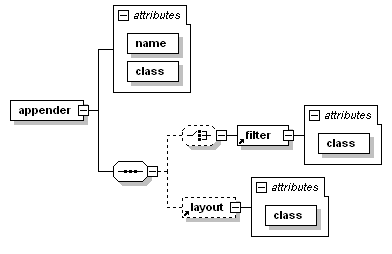 attributes
name
class
appender
filter
attributes
class
layout
attributes
class